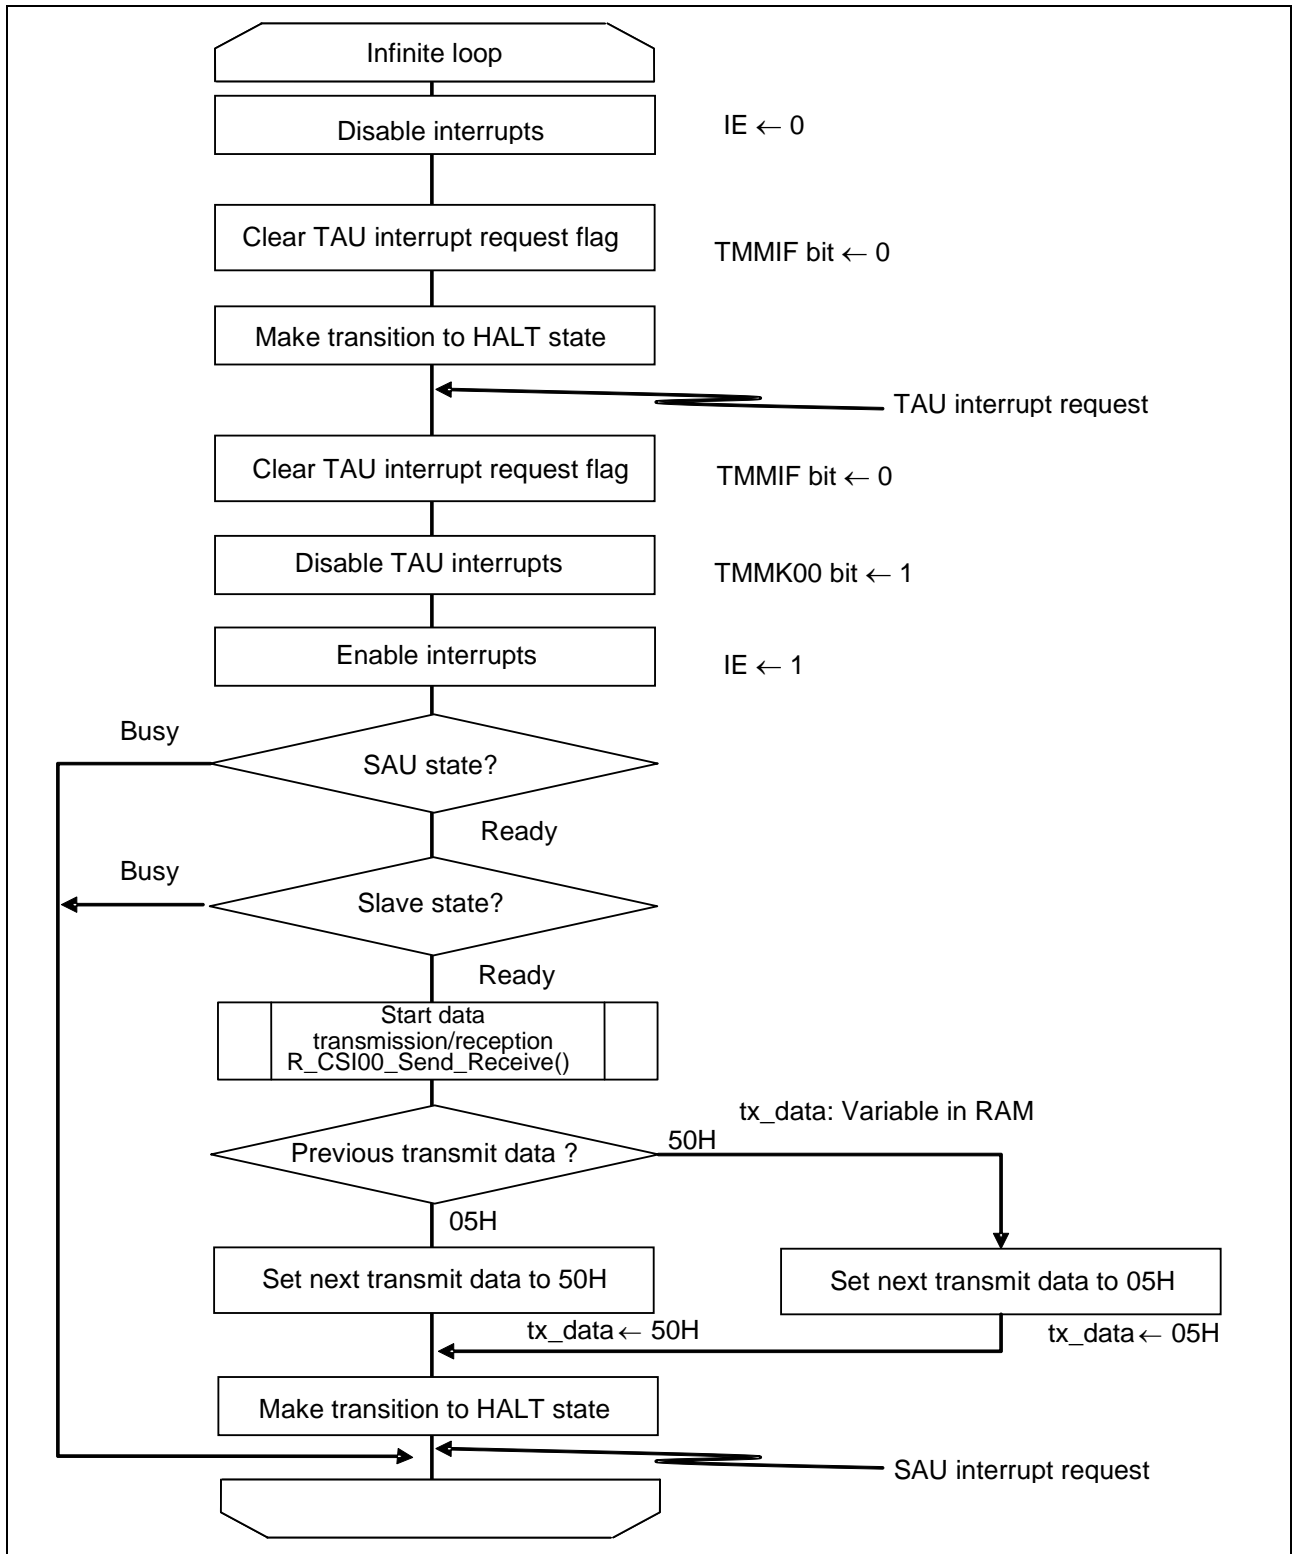 Infinite loop
Disable interrupts
IE ← 0
Clear TAU interrupt request flag
TMMIF bit ← 0
Make transition to HALT state
TAU interrupt request
Clear TAU interrupt request flag
TMMIF bit ← 0
Disable TAU interrupts
TMMK00 bit ← 1
Enable interrupts
IE ← 1
Busy
SAU state?
Ready
Busy
Slave state?
Ready
Start data
transmission/reception
R_CSI00_Send_Receive()
tx_data: Variable in RAM
Previous transmit data ?
50H
05H
Set next transmit data to 50H
Set next transmit data to 05H
tx_data ← 50H
tx_data ← 05H
Make transition to HALT state
SAU interrupt request